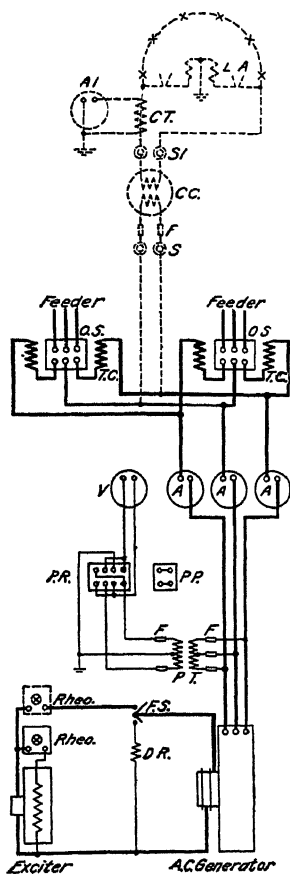 L A
A1
C.T.
S1
C.C.
F
S
Feeder
Feeder
O.S.
O.S
T.C.
T.C.
V
A
A
A
P.R.
P.P.
F
F
P T.
Rheo.
F.S.
Rheo.
D R.
Exciter
A.C. Generator